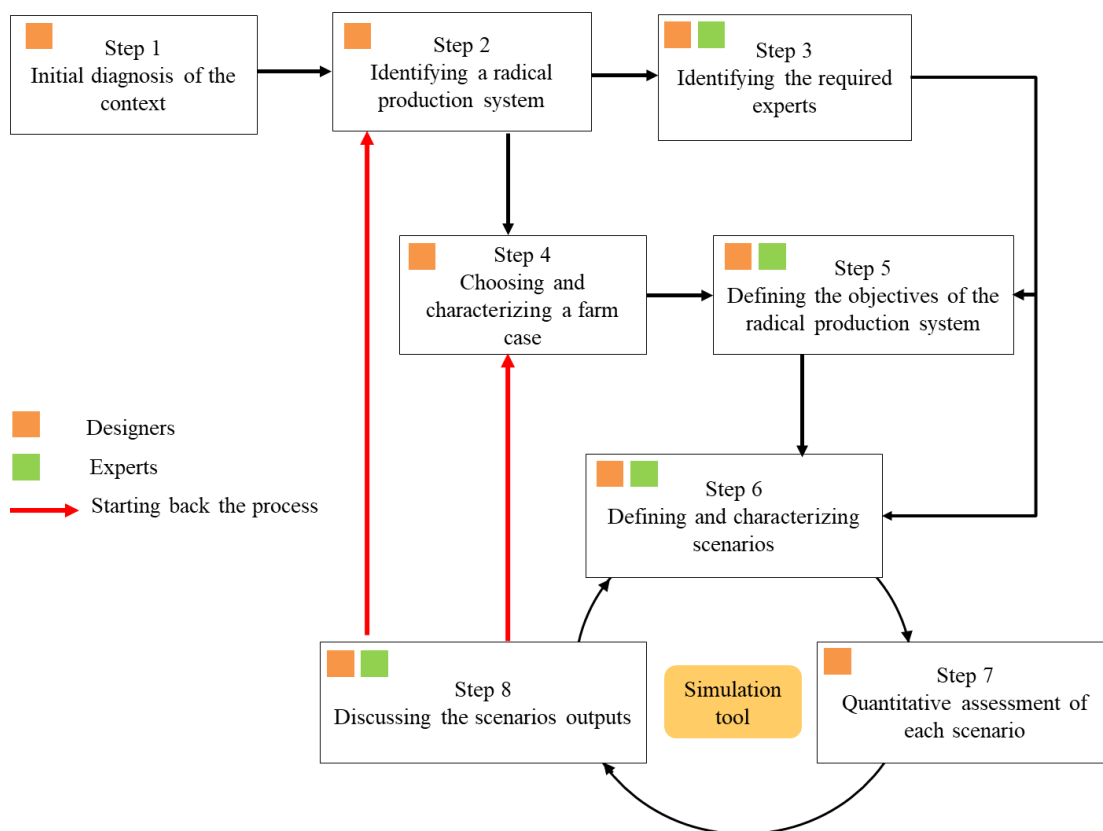 Step 1
Initial diagnosis of the
context
Step 2
Identifying a radical
production system
Step 3
Identifying the required
experts
Step 4
Choosing and
characterizing a farm
case
Step 5
Defining the objectives of the
radical production system
Designers
Experts
Starting back the process
Step 6
Defining and characterizing
scenarios
Step 8
Discussing the scenarios outputs
Simulation
tool
Step 7
Quantitative assessment of
each scenario